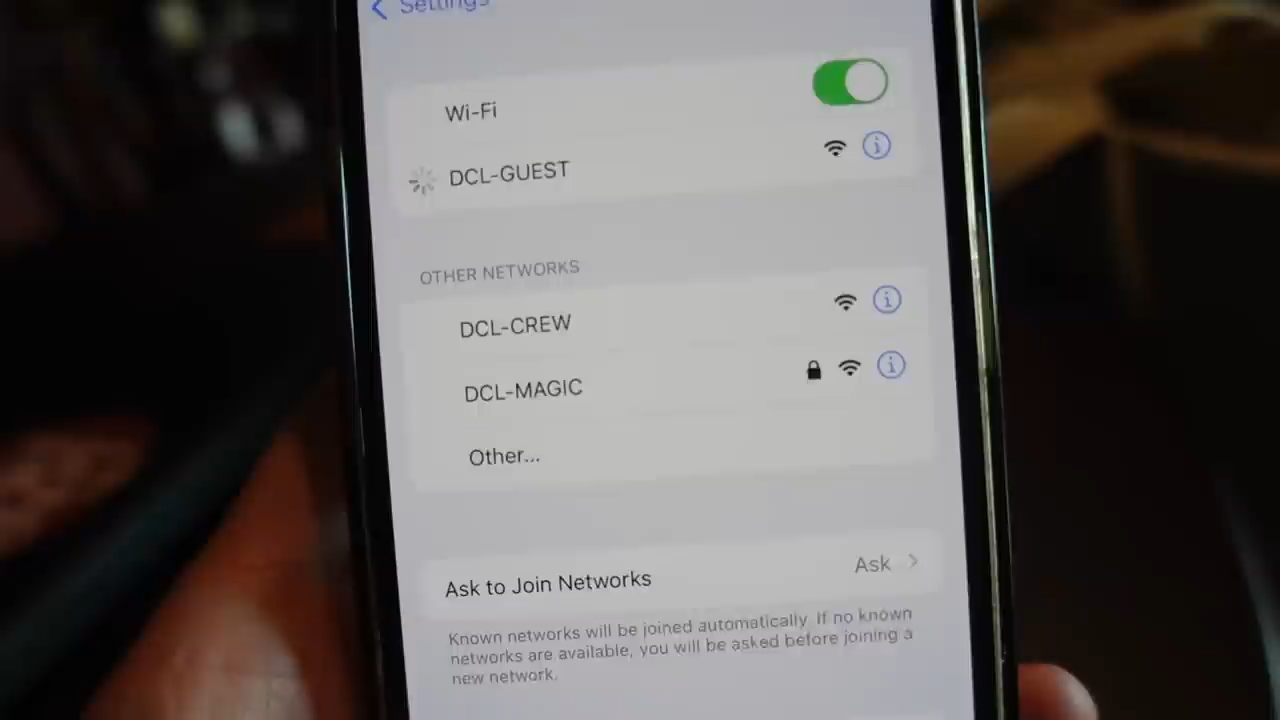 Settings
Wi-Fi
DCL-GUEST
OTHER NETWORKS
DCL-CREW
DCL-MAGIC
Other...
Ask to Join Networks
Ask
Known networks will be joined automatically. If no known
networks are available, you will be asked before joining a
new network.